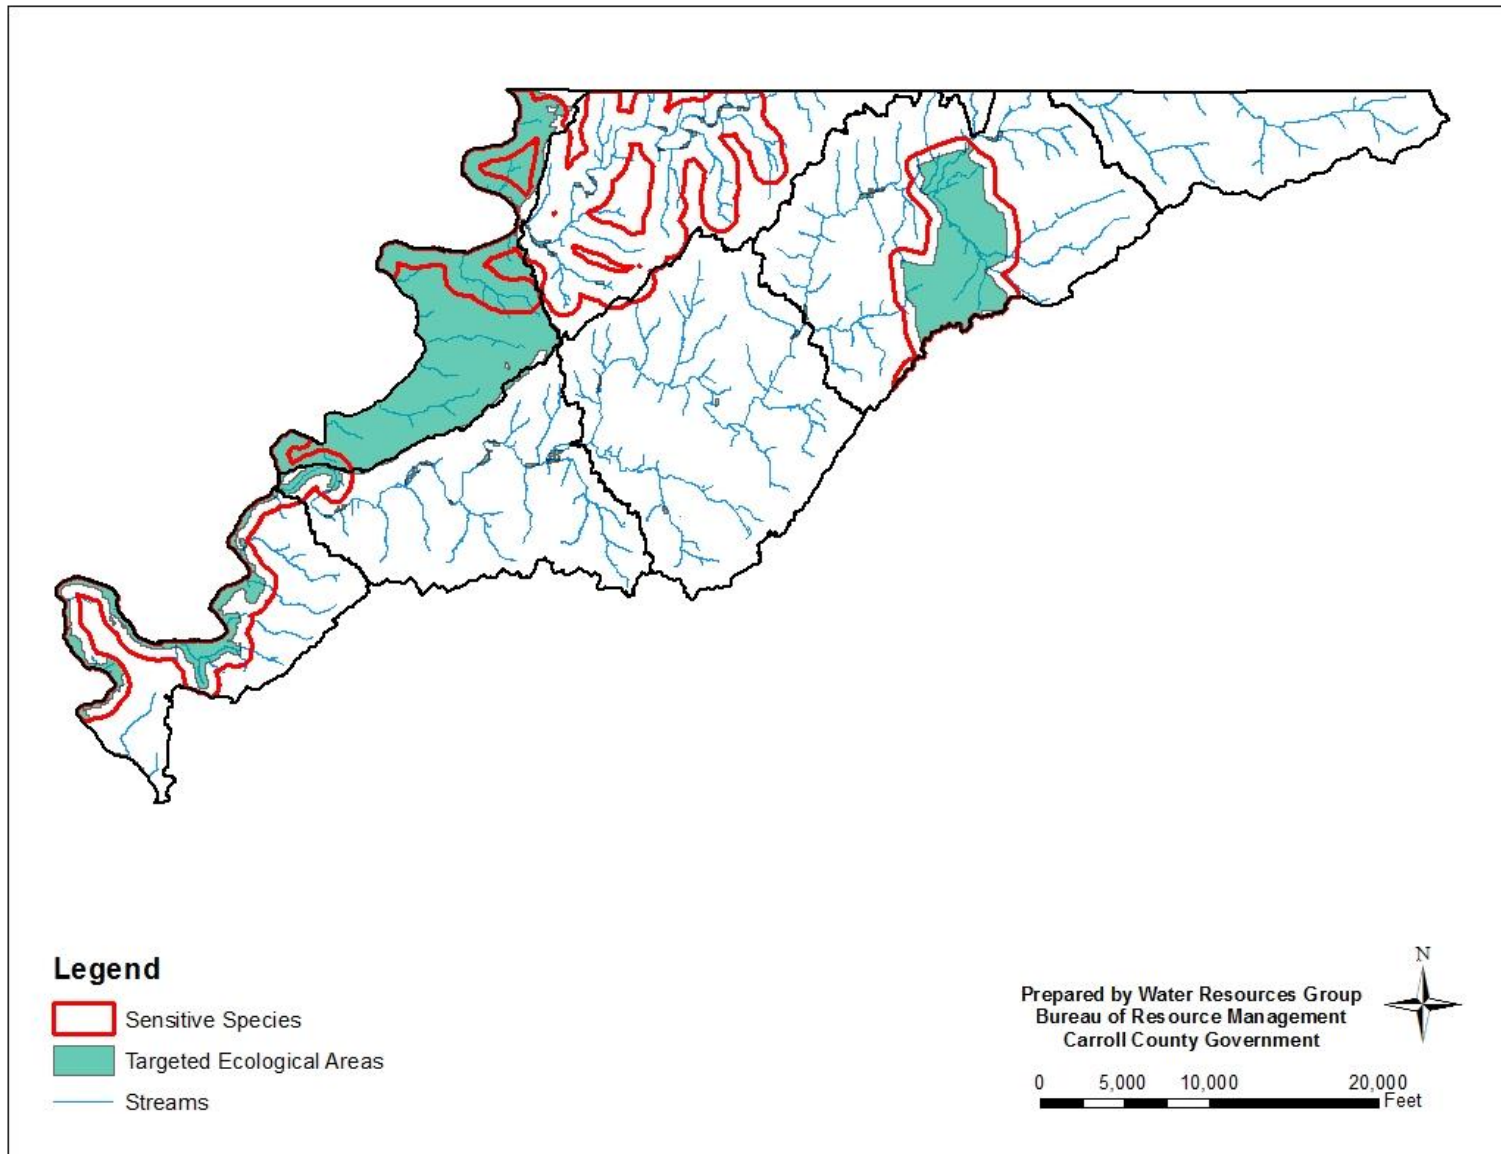 Legend
Sensitive Species
Targeted Ecological Areas
Streams
Prepared by Water Resources Group
Bureau of Resource Management
Carroll County Government
N
0 5,000 10,000 20,000
Feet